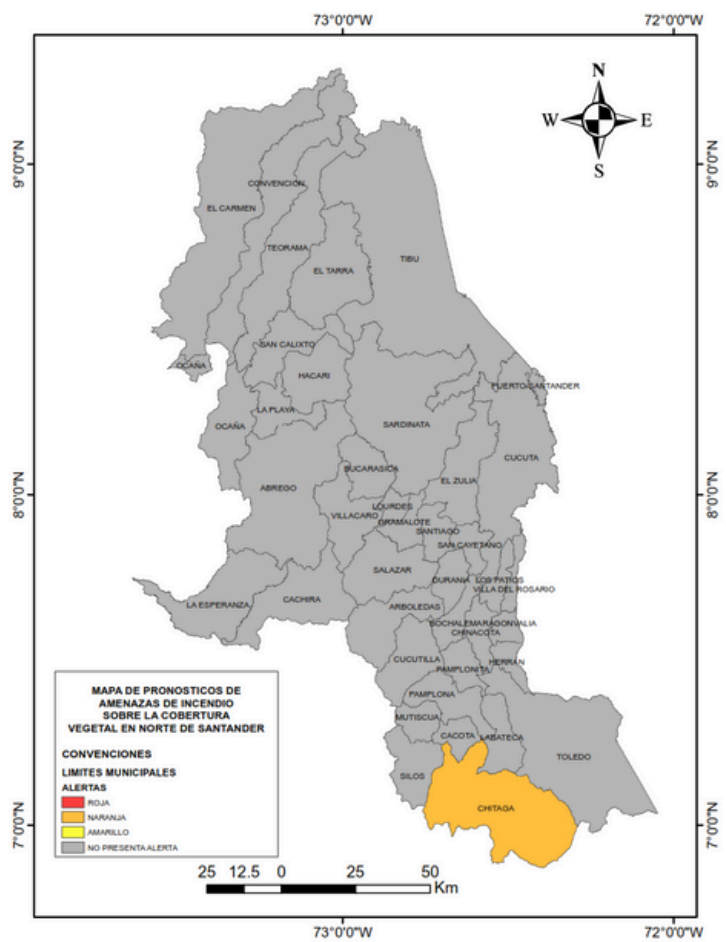 73°0'0"W
72°0'0"W
N
W
E
S
9°0'0"N
9°0'0"N
CONVENCION
EL CARMEN
TEORAMA
TIBU
EL TARRA
SAN CALIXTO
OCAÑA
HACARI
PUERTO SANTANDER
LA PLAYA
OCAÑA
SARDINATA
CUCUTA
BUCARASICA
EL ZULIA
ABREGO
8°0'0"N
8°0'0"N
LOURDES
VILLACARO
GRAMALOTE
SANTIAGO
SAN CAYETANO
SALAZAR
DURANIA
LOS PATIOS
VILLA DEL ROSARIO
CACHIRA
LA ESPERANZA
ARBOLEDAS
BOCHALEMA
RAGONVALIA
CHINACOTA
CUCUTILLA
HERRAN
PAMPLONITA
PAMPLONA
MUTISCUA
CACOTA
LABATECA
TOLEDO
SILOS
CHITAGA
7°0'0"N
7°0'0"N
MAPA DE PRONOSTICOS DE
AMENAZAS DE INCENDIO
SOBRE LA COBERTURA
VEGETAL EN NORTE DE SANTANDER
CONVENCIONES
LIMITES MUNICIPALES
ALERTAS
ROJA
NARANJA
AMARILLO
NO PRESENTA ALERTA
25 12.5 0 25 50
Km
73°0'0"W
72°0'0"W